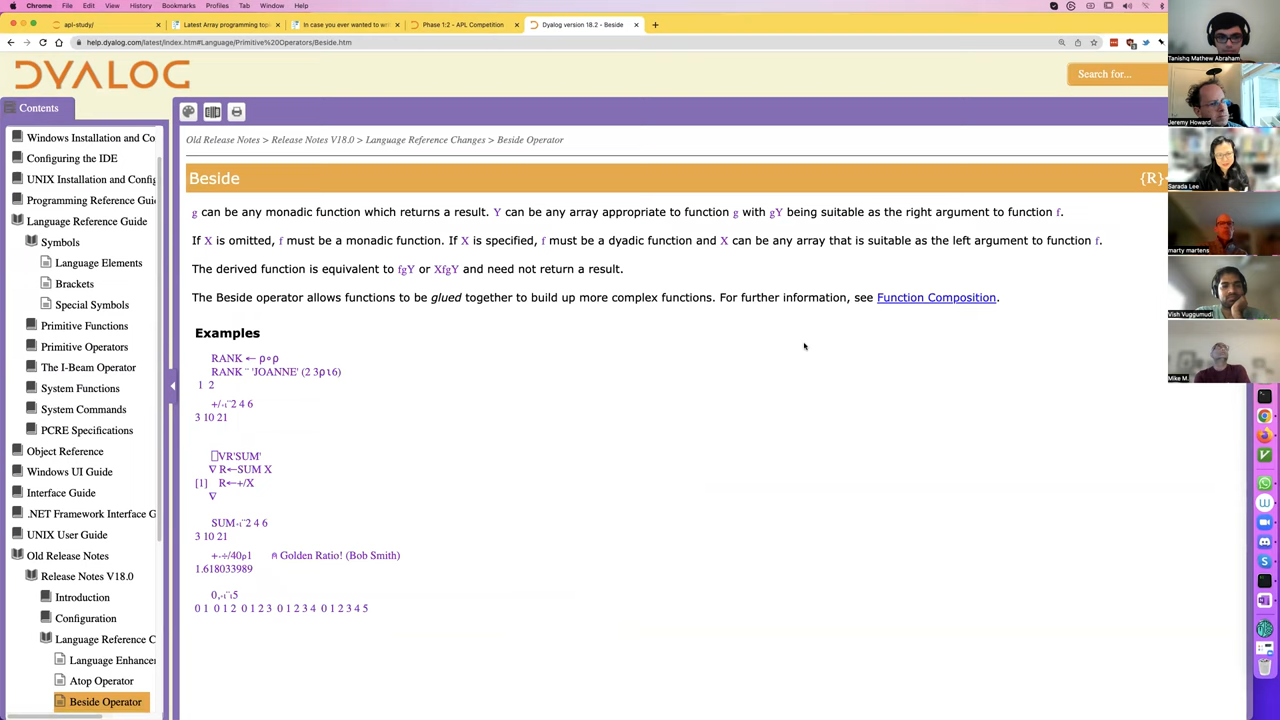 Chrome File Edit View History Bookmarks Profiles Tab Window Help
apl-study/
Latest Array programming top
In case you ever wanted to wr
Phase 1:2 - APL Competition
Dyalog version 18.2 - Beside
help.dyalog.com/latest/index.htm#Language/Primitive%20Operators/Beside.htm
DYALOG
Search for...
Contents
Windows Installation and Co
Configuring the IDE
UNIX Installation and Config
Programming Reference Guid
Language Reference Guide
Symbols
Language Elements
Brackets
Special Symbols
Primitive Functions
Primitive Operators
The I-Beam Operator
System Functions
System Commands
PCRE Specifications
Object Reference
Windows UI Guide
Interface Guide
.NET Framework Interface G
UNIX User Guide
Old Release Notes
Release Notes V18.0
Introduction
Configuration
Language Reference C
Language Enhancer
Atop Operator
Beside Operator
Old Release Notes > Release Notes V18.0 > Language Reference Changes > Beside Operator
Beside {R}
g can be any monadic function which returns a result. Y can be any array appropriate to function g with gY being suitable as the right argument to function f.
If X is omitted, f must be a monadic function. If X is specified, f must be a dyadic function and X can be any array that is suitable as the left argument to function f.
The derived function is equivalent to fgY or XfgY and need not return a result.
The Beside operator allows functions to be glued together to build up more complex functions. For further information, see Function Composition.
Examples
RANK ← ⍴∘⍴
RANK ¨ 'JOANNE' (2 3⍴⍳6)
1 2
+/∘⍳¨2 4 6
3 10 21
⎕VR'SUM'
∇ R←SUM X
[1] R←+/X
∇
SUM∘⍳¨2 4 6
3 10 21
+∘÷/40⍴1 ⍝ Golden Ratio! (Bob Smith)
1.618033989
0,∘⍳¨⍳5
0 1 0 1 2 0 1 2 3 0 1 2 3 4 0 1 2 3 4 5
Tanishq Mathew Abraham
Jeremy Howard
Sarada Lee
marty martens
Vish Vuggumudi
Mike M.